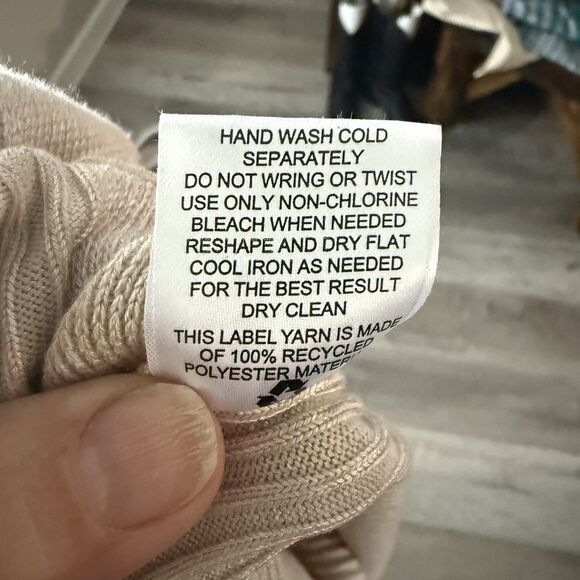 HAND WASH COLD
SEPARATELY
DO NOT WRING OR TWIST
USE ONLY NON-CHLORINE
BLEACH WHEN NEEDED
RESHAPE AND DRY FLAT
COOL IRON AS NEEDED
FOR THE BEST RESULT
DRY CLEAN
THIS LABEL YARN IS MADE
OF 100% RECYCLED
POLYESTER